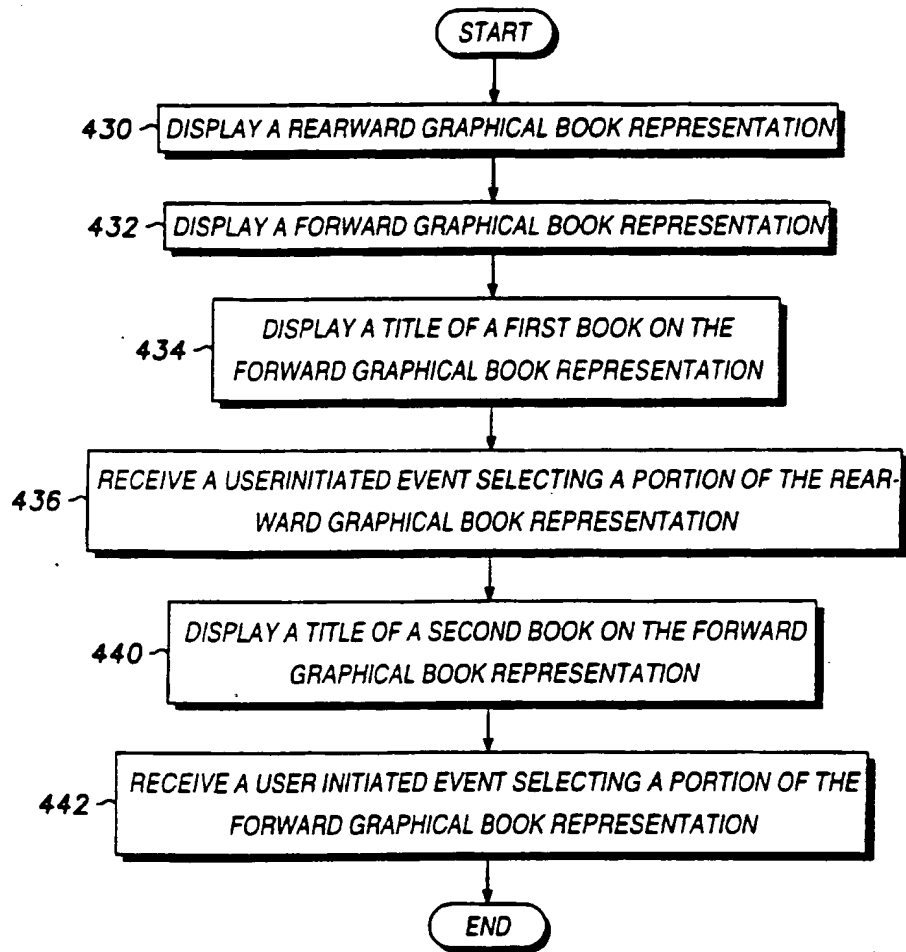 START
430 DISPLAY A REARWARD GRAPHICAL BOOK REPRESENTATION
432 DISPLAY A FORWARD GRAPHICAL BOOK REPRESENTATION
DISPLAY A TITLE OF A FIRST BOOK ON THE
434
FORWARD GRAPHICAL BOOK REPRESENTATION
RECEIVE A USERINITIATED EVENT SELECTING A PORTION OF THE REAR-
436
WARD GRAPHICAL BOOK REPRESENTATION
DISPLAY A TITLE OF A SECOND BOOK ON THE FORWARD
440
GRAPHICAL BOOK REPRESENTATION
RECEIVE A USER INITIATED EVENT SELECTING A PORTION OF THE
442
FORWARD GRAPHICAL BOOK REPRESENTATION
END